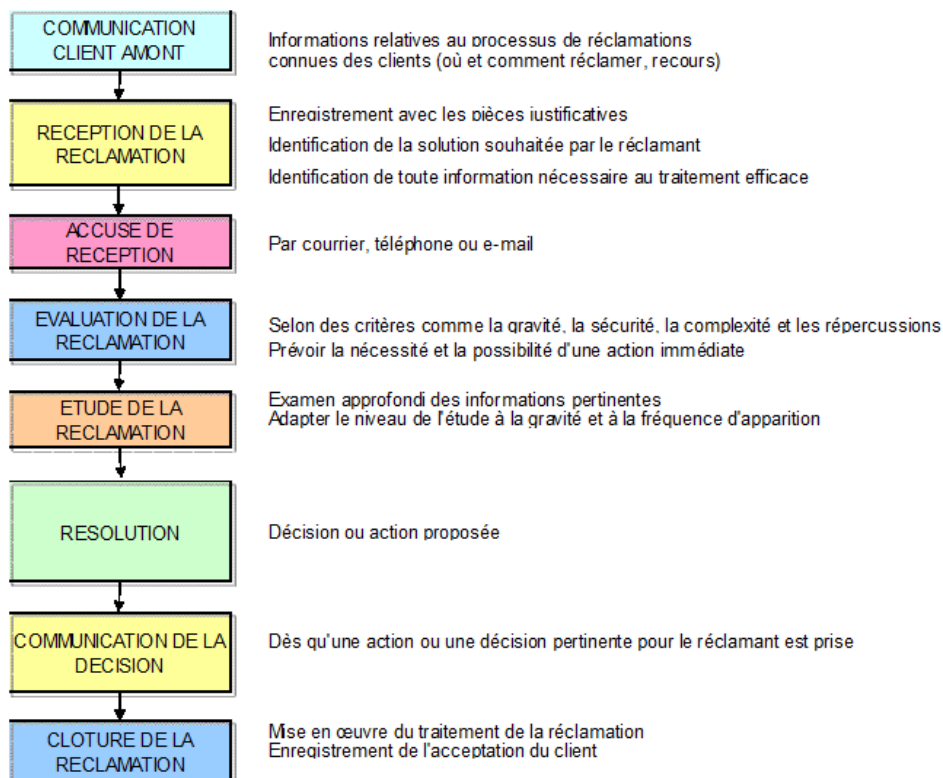 COMMUNICATION
CLIENT AMONT
Informations relatives au processus de réclamations
connues des clients (où et comment réclamer, recours)
RECEPTION DE LA
RECLAMATION
Enregistrement avec les pièces justificatives
Identification de la solution souhaitée par le réclamant
Identification de toute information nécessaire au traitement efficace
ACCUSE DE
RECEPTION
Par courrier, téléphone ou e-mail
EVALUATION DE LA
RECLAMATION
Selon des critères comme la gravité, la sécurité, la complexité et les répercussions
Prévoir la nécessité et la possibilité d'une action immédiate
ETUDE DE LA
RECLAMATION
Examen approfondi des informations pertinentes
Adapter le niveau de l'étude à la gravité et à la fréquence d'apparition
RESOLUTION
Décision ou action proposée
COMMUNICATION DE LA
DECISION
Dès qu'une action ou une décision pertinente pour le réclamant est prise
CLOTURE DE LA
RECLAMATION
Mise en œuvre du traitement de la réclamation
Enregistrement de l'acceptation du client